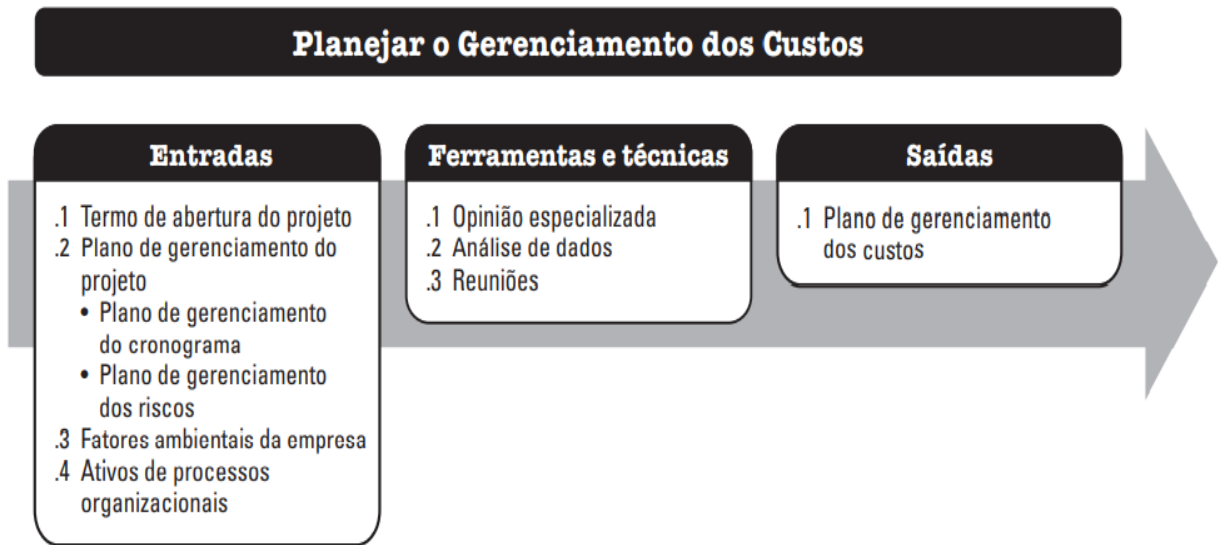 Planejar o Gerenciamento dos Custos
Entradas
.1 Termo de abertura do projeto
.2 Plano de gerenciamento do
projeto
• Plano de gerenciamento
do cronograma
• Plano de gerenciamento
dos riscos
.3 Fatores ambientais da empresa
.4 Ativos de processos
organizacionais
Ferramentas e técnicas
.1 Opinião especializada
.2 Análise de dados
.3 Reuniões
Saídas
.1 Plano de gerenciamento
dos custos